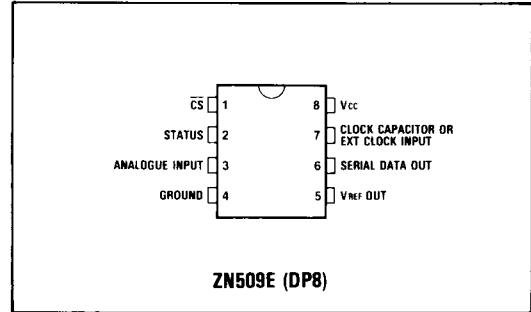 C̅S̅ 1 8 Vcc
STATUS 2 7 CLOCK CAPACITOR OR
EXT CLOCK INPUT
ANALOGUE INPUT 3 6 SERIAL DATA OUT
GROUND 4 5 VREF OUT
ZN509E (DP8)